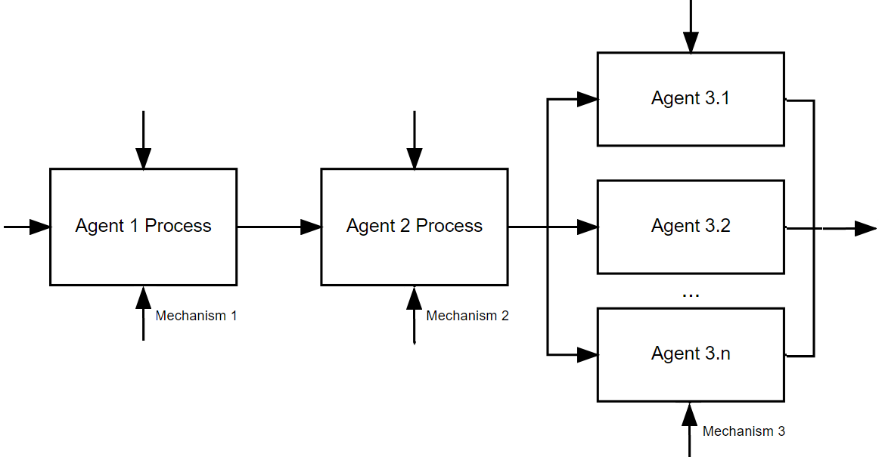 Agent 1 Process
Mechanism 1
Agent 2 Process
Mechanism 2
Agent 3.1
Agent 3.2
...
Agent 3.n
Mechanism 3